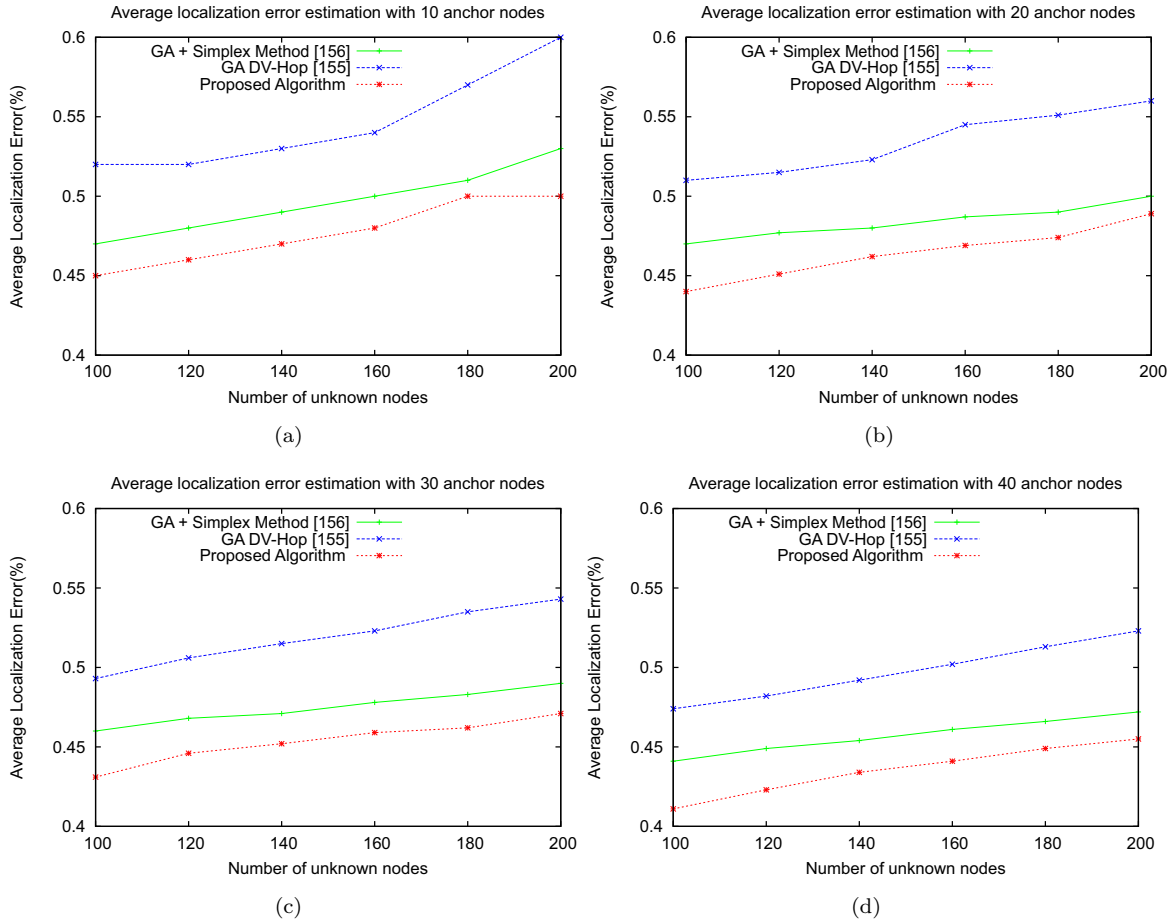 Average localization error estimation with 10 anchor nodes
0.6
0.55
0.5
0.45
0.4
Average Localization Error(%)
GA + Simplex Method [156]
GA DV-Hop [155]
Proposed Algorithm
100 120 140 160 180 200
Number of unknown nodes
(a)
Average localization error estimation with 20 anchor nodes
0.6
0.55
0.5
0.45
0.4
Average Localization Error(%)
GA + Simplex Method [156]
GA DV-Hop [155]
Proposed Algorithm
100 120 140 160 180 200
Number of unknown nodes
(b)
Average localization error estimation with 30 anchor nodes
0.6
0.55
0.5
0.45
0.4
Average Localization Error(%)
GA + Simplex Method [156]
GA DV-Hop [155]
Proposed Algorithm
100 120 140 160 180 200
Number of unknown nodes
(c)
Average localization error estimation with 40 anchor nodes
0.6
0.55
0.5
0.45
0.4
Average Localization Error(%)
GA + Simplex Method [156]
GA DV-Hop [155]
Proposed Algorithm
100 120 140 160 180 200
Number of unknown nodes
(d)